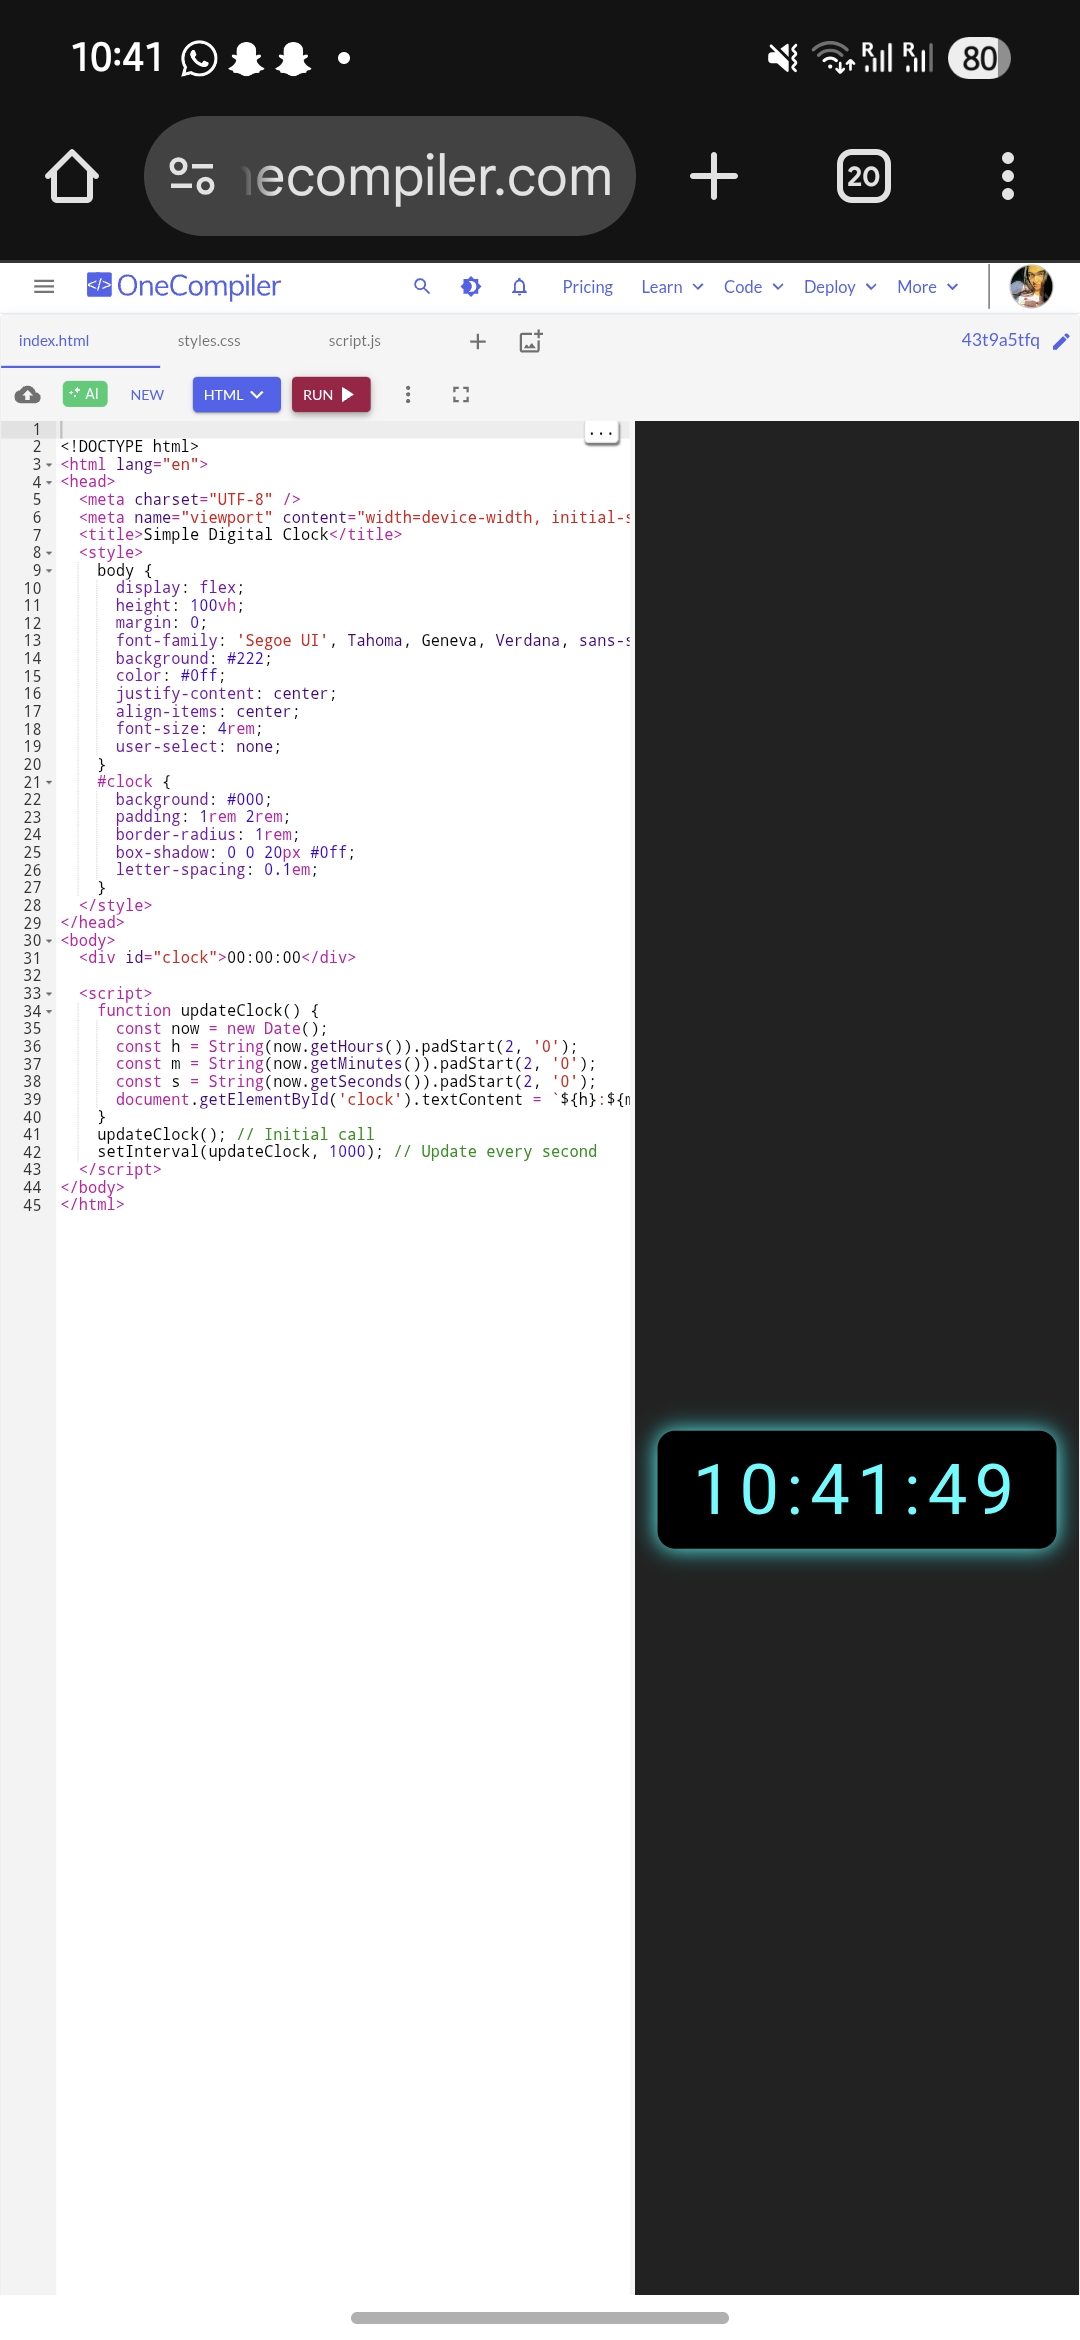 10:41
80
necompiler.com
20
OneCompiler
Pricing
Learn
Code
Deploy
More
index.html
styles.css
script.js
43t9a5tfq
AI
NEW
HTML
RUN
1
...
2 <!DOCTYPE html>
3 <html lang="en">
4 <head>
5 <meta charset="UTF-8" />
6 <meta name="viewport" content="width=device-width, initial-s
7 <title>Simple Digital Clock</title>
8 <style>
9 body {
10 display: flex;
11 height: 100vh;
12 margin: 0;
13 font-family: 'Segoe UI', Tahoma, Geneva, Verdana, sans-s
14 background: #222;
15 color: #0ff;
16 justify-content: center;
17 align-items: center;
18 font-size: 4rem;
19 user-select: none;
20 }
21 #clock {
22 background: #000;
23 padding: 1rem 2rem;
24 border-radius: 1rem;
25 box-shadow: 0 0 20px #0ff;
26 letter-spacing: 0.1em;
27 }
28 </style>
29 </head>
30 <body>
31 <div id="clock">00:00:00</div>
32
33 <script>
34 function updateClock() {
35 const now = new Date();
36 const h = String(now.getHours()).padStart(2, '0');
37 const m = String(now.getMinutes()).padStart(2, '0');
38 const s = String(now.getSeconds()).padStart(2, '0');
39 document.getElementById('clock').textContent = `${h}:${m
40 }
41 updateClock(); // Initial call
42 setInterval(updateClock, 1000); // Update every second
43 </script>
44 </body>
45 </html>
10:41:49